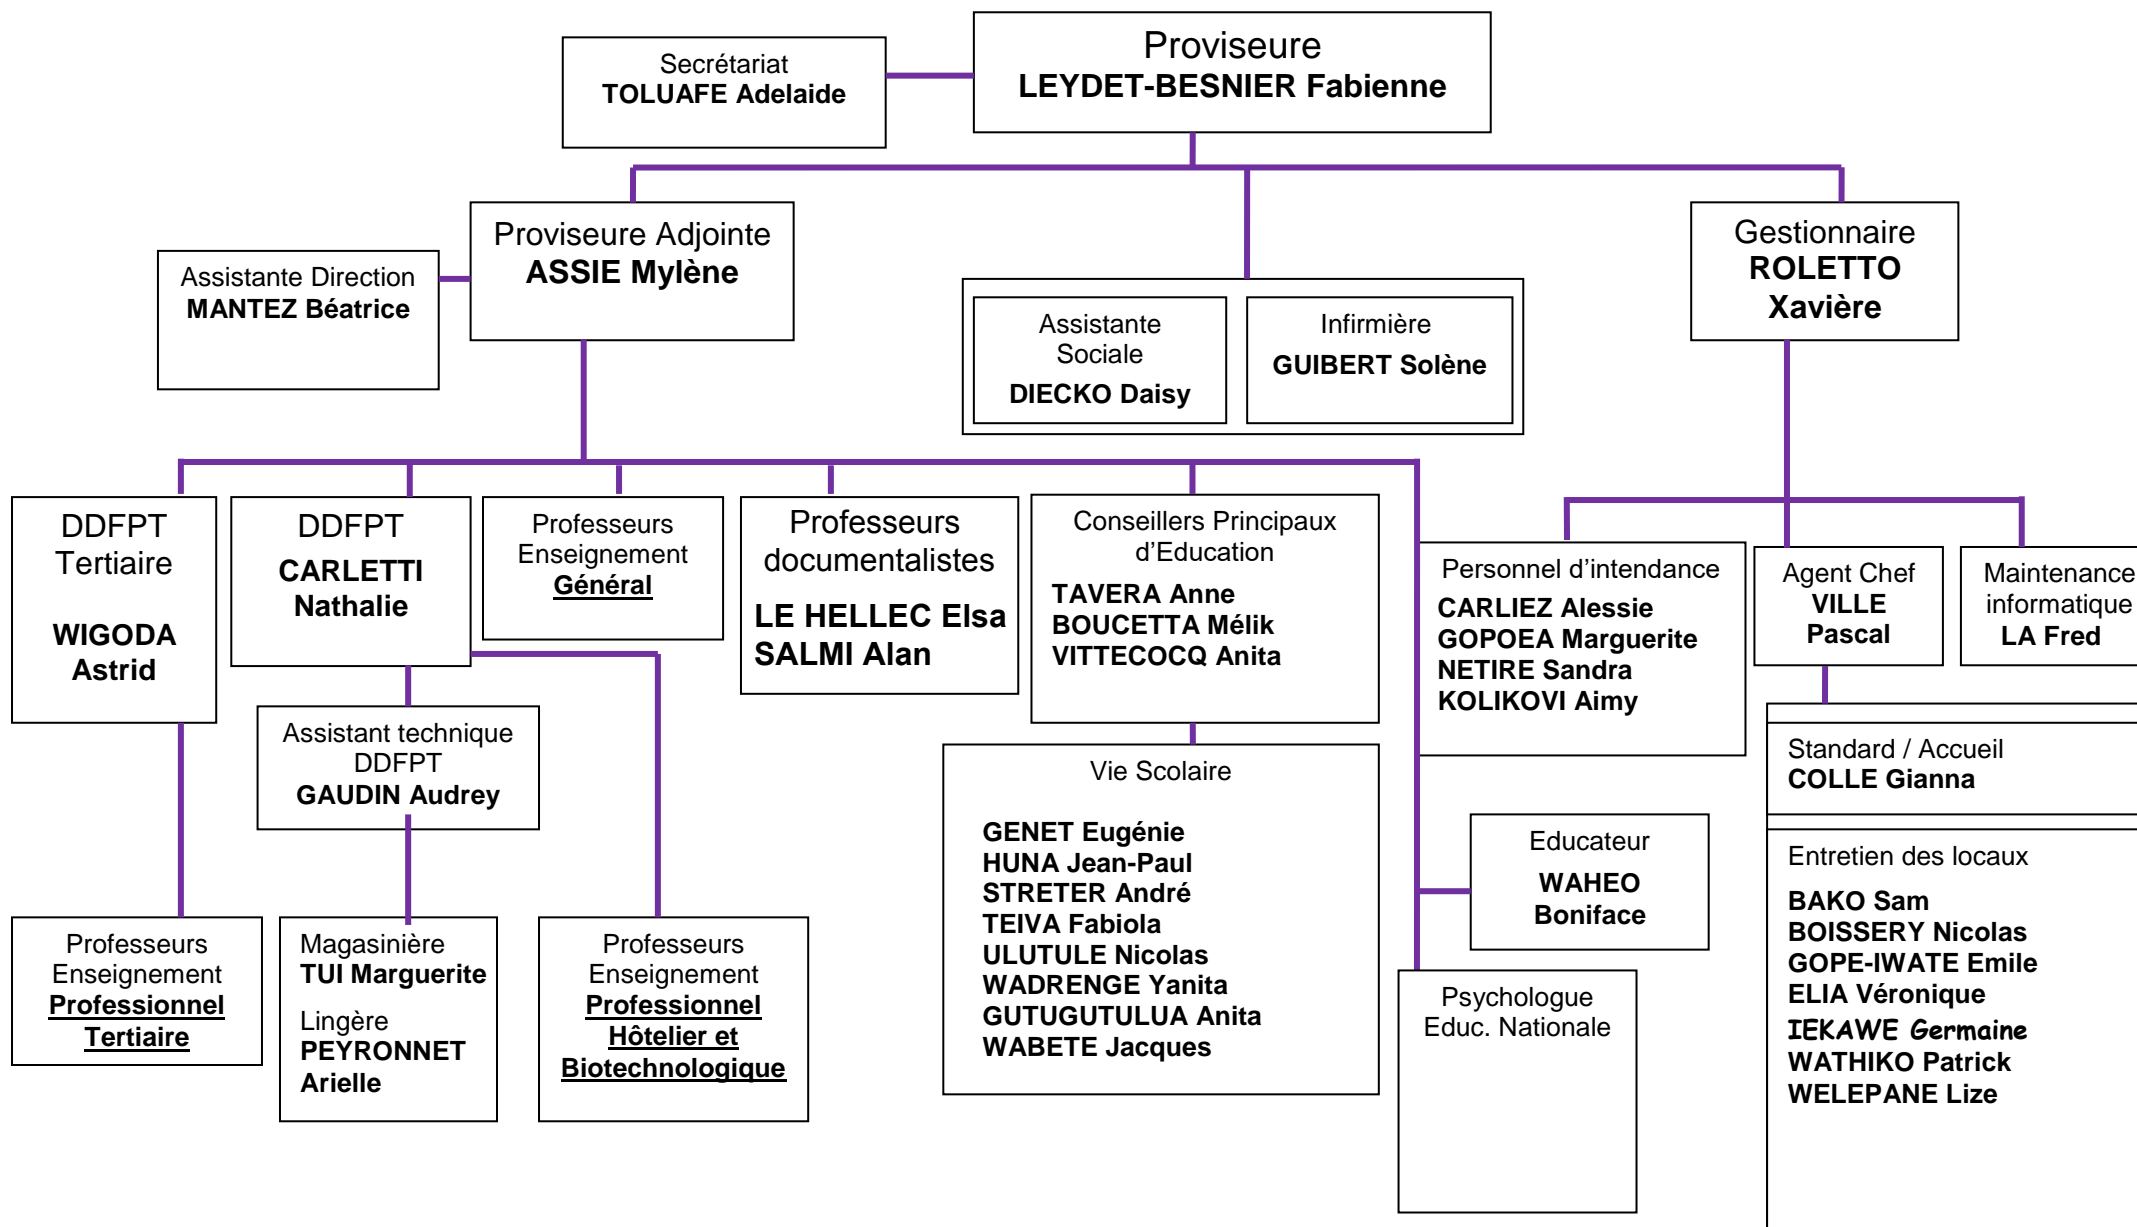 Proviseure
LEYDET-BESNIER Fabienne
Secrétariat
TOLUAFE Adelaide
Proviseure Adjointe
ASSIE Mylène
Assistante Direction
MANTEZ Béatrice
Assistante
Sociale
DIECKO Daisy
Infirmière
GUIBERT Solène
Gestionnaire
ROLETTO
Xavière
DDFPT
Tertiaire
WIGODA
Astrid
DDFPT
CARLETTI
Nathalie
Professeurs
Enseignement
Général
Professeurs
documentalistes
LE HELLEC Elsa
SALMI Alan
Conseillers Principaux
d’Education
TAVERA Anne
BOUCETTA Mélik
VITTECOCQ Anita
Personnel d’intendance
CARLIEZ Alessie
GOPOEA Marguerite
NETIRE Sandra
KOLIKOVI Aimy
Agent Chef
VILLE
Pascal
Maintenance
informatique
LA Fred
Assistant technique
DDFPT
GAUDIN Audrey
Vie Scolaire
GENET Eugénie
HUNA Jean-Paul
STRETER André
TEIVA Fabiola
ULUTULE Nicolas
WADRENGE Yanita
GUTUGUTULUA Anita
WABETE Jacques
Standard / Accueil
COLLE Gianna
Educateur
WAHEO
Boniface
Entretien des locaux
BAKO Sam
BOISSERY Nicolas
GOPE-IWATE Emile
ELIA Véronique
IEKAWE Germaine
WATHIKO Patrick
WELEPANE Lize
Professeurs
Enseignement
Professionnel
Tertiaire
Magasinière
TUI Marguerite
Lingère
PEYRONNET
Arielle
Professeurs
Enseignement
Professionnel
Hôtelier et
Biotechnologique
Psychologue
Educ. Nationale